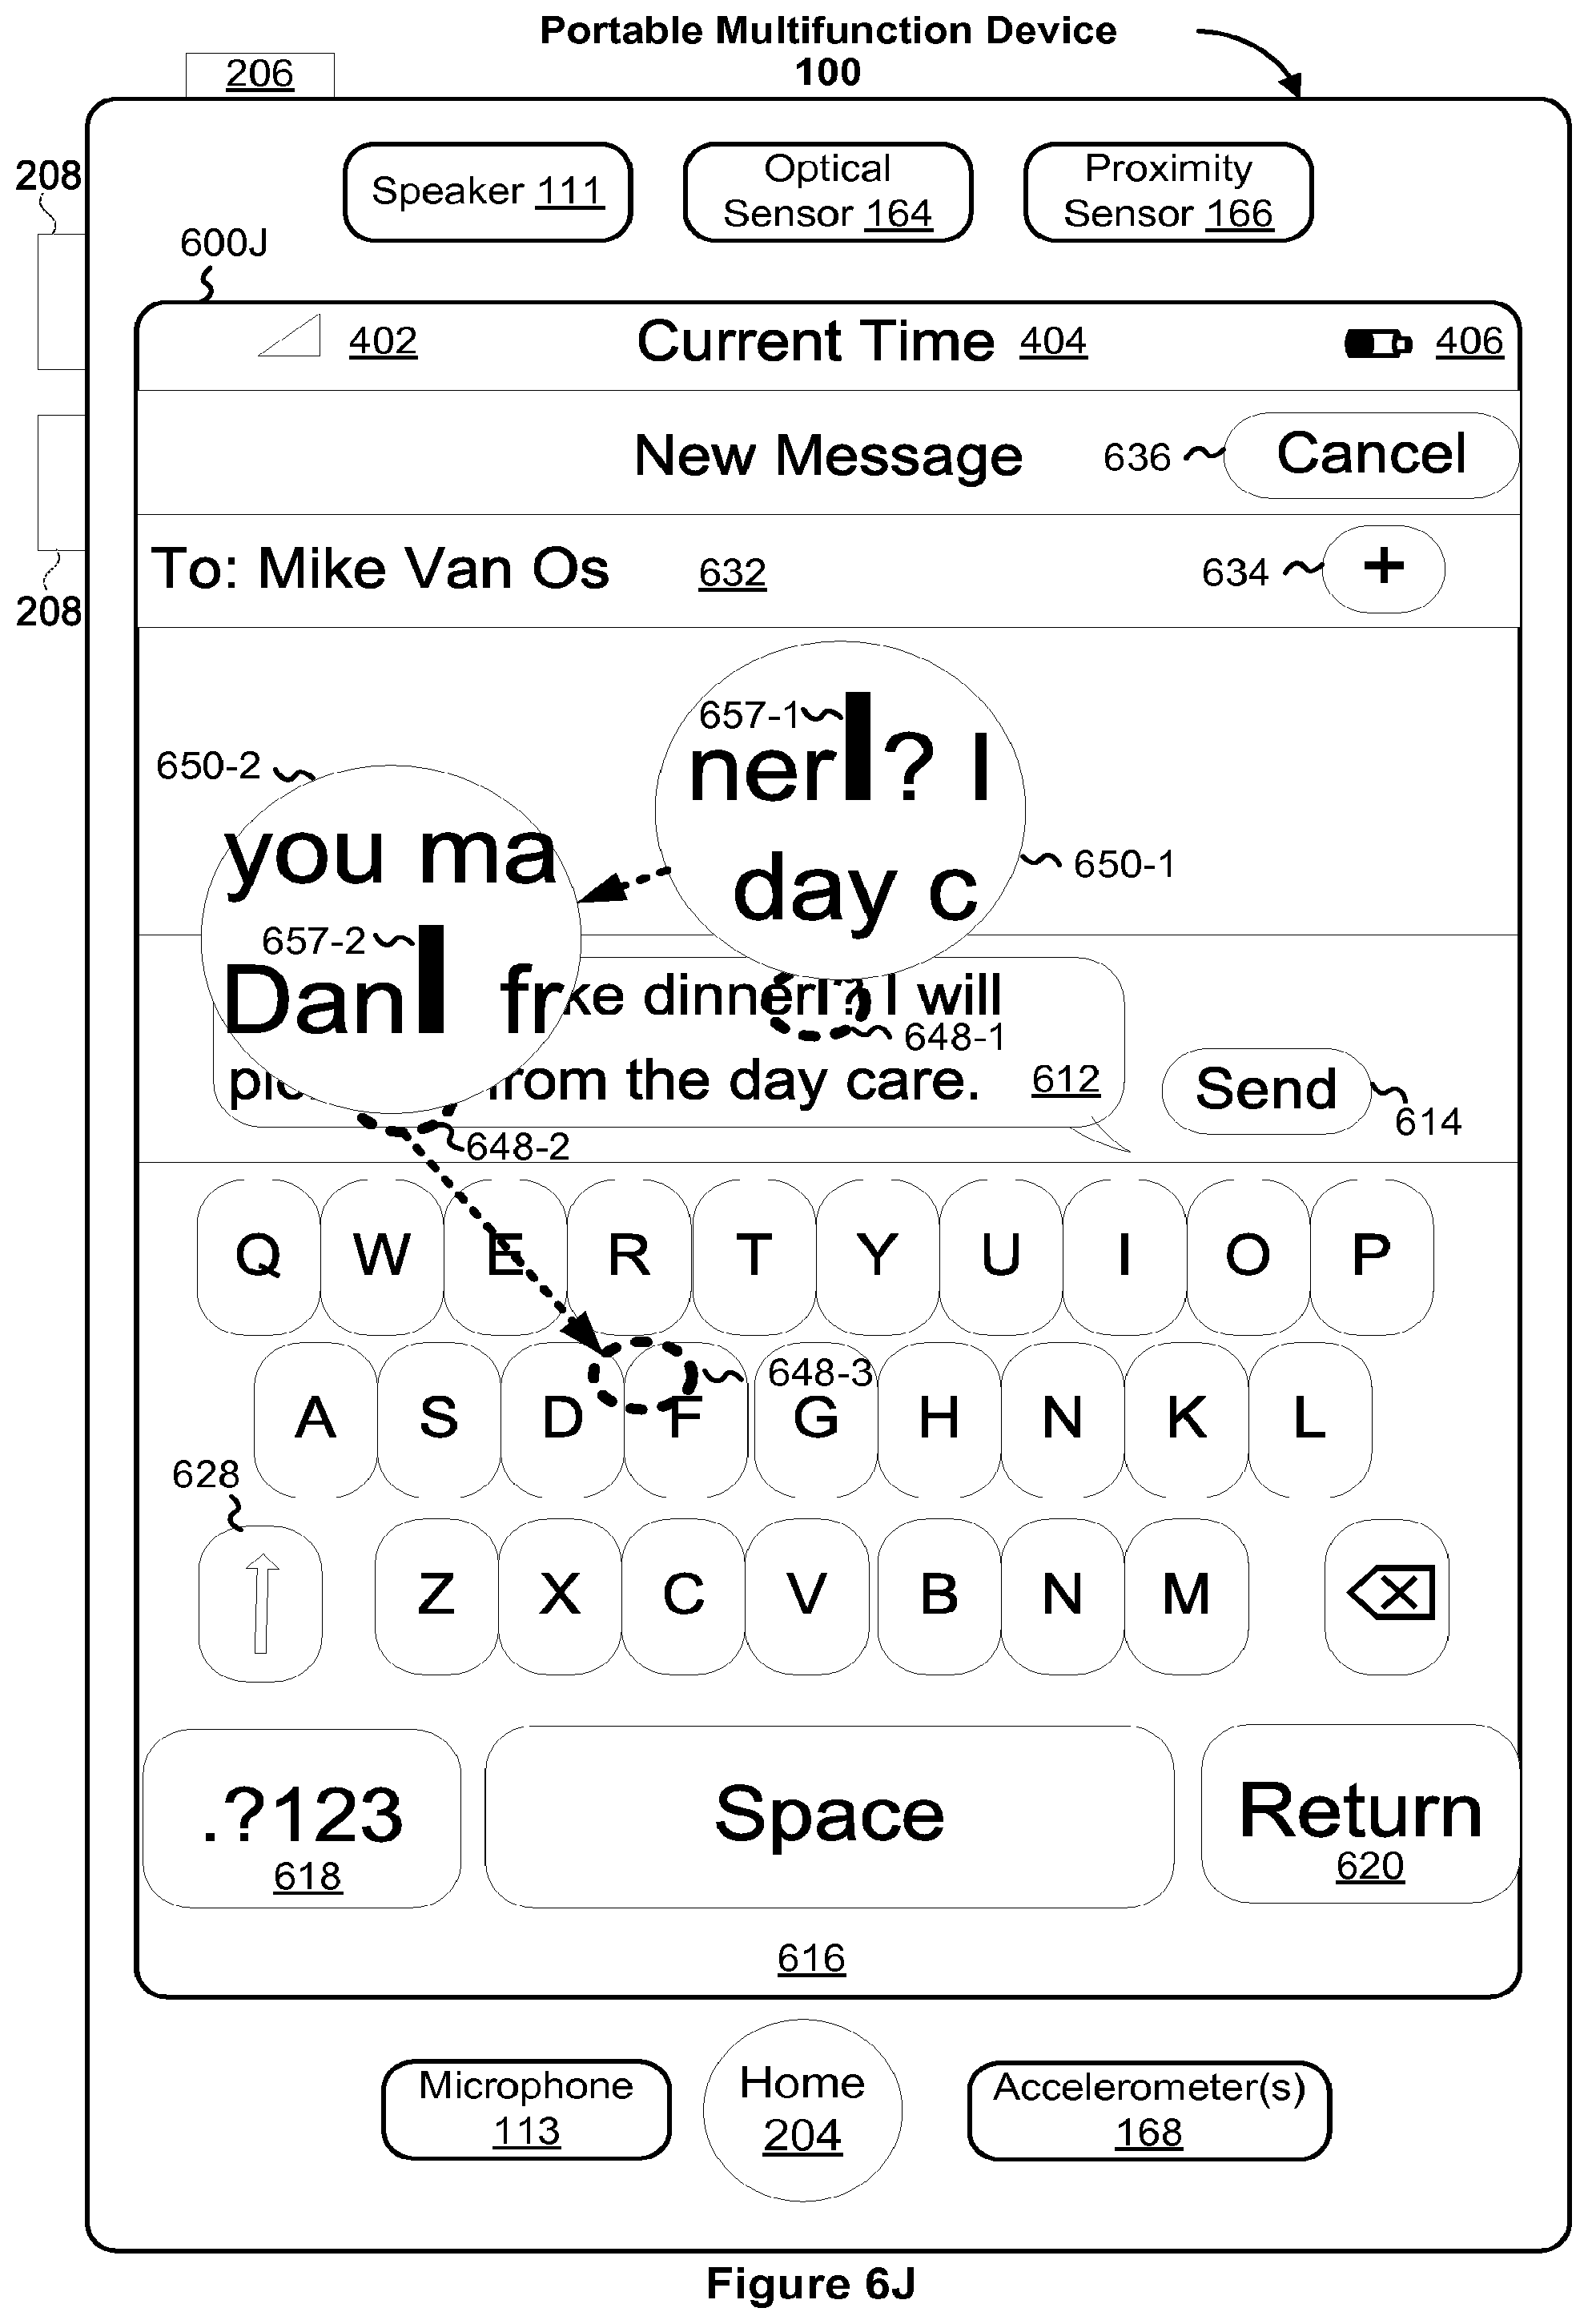 Portable Multifunction Device
100
206
208
Speaker 111
Optical
Sensor 164
Proximity
Sensor 166
600J
402
Current Time 404
406
New Message
636
Cancel
208
To: Mike Van Os
632
634
+
657-1
ner? I
day c
650-1
650-2
you ma
657-2
Dan fr
ke dinner? I will
648-1
pic
rom the day care.
612
Send
614
648-2
Q W E R T Y U I O P
648-3
A S D F G H N K L
628
Z X C V B N M
.?123
618
Space
Return
620
616
Microphone
113
Home
204
Accelerometer(s)
168
Figure 6J